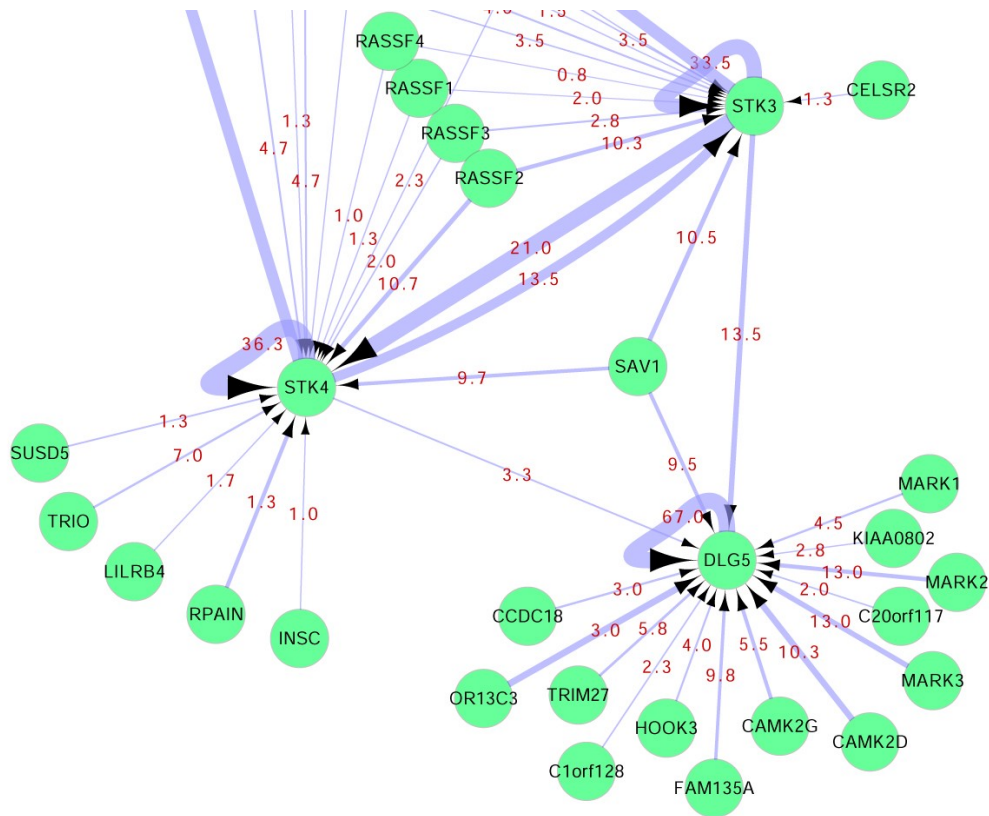 1.5
3.5
3.5
RASSF4
33.5
0.8
RASSF1
2.0
STK3
1.3
CELSR2
1.3
RASSF3
2.8
10.3
4.7
4.7
2.3
RASSF2
1.0
1.3
10.5
21.0
2.0
13.5
10.7
13.5
36.3
STK4
9.7
SAV1
1.3
SUSD5
7.0
1.7
3.3
9.5
1.3
1.0
TRIO
LILRB4
RPAIN
INSC
67.0
DLG5
MARK1
4.5
KIAA0802
2.8
13.0
MARK2
3.0
2.0
C20orf117
CCDC18
3.0
5.8
13.0
4.0
5.5
10.3
2.3
9.8
MARK3
OR13C3
TRIM27
HOOK3
CAMK2G
CAMK2D
C1orf128
FAM135A